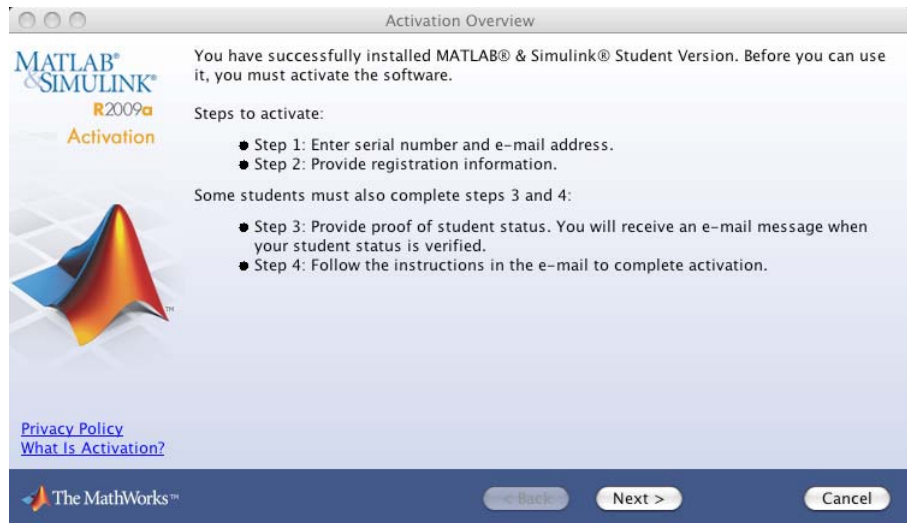 Activation Overview
MATLAB®
&SIMULINK®
R2009a
Activation
You have successfully installed MATLAB® & Simulink® Student Version. Before you can use
it, you must activate the software.
Steps to activate:
● Step 1: Enter serial number and e-mail address.
● Step 2: Provide registration information.
Some students must also complete steps 3 and 4:
● Step 3: Provide proof of student status. You will receive an e-mail message when
your student status is verified.
● Step 4: Follow the instructions in the e-mail to complete activation.
TM
Privacy Policy
What Is Activation?
The MathWorks™
< Back
Next >
Cancel